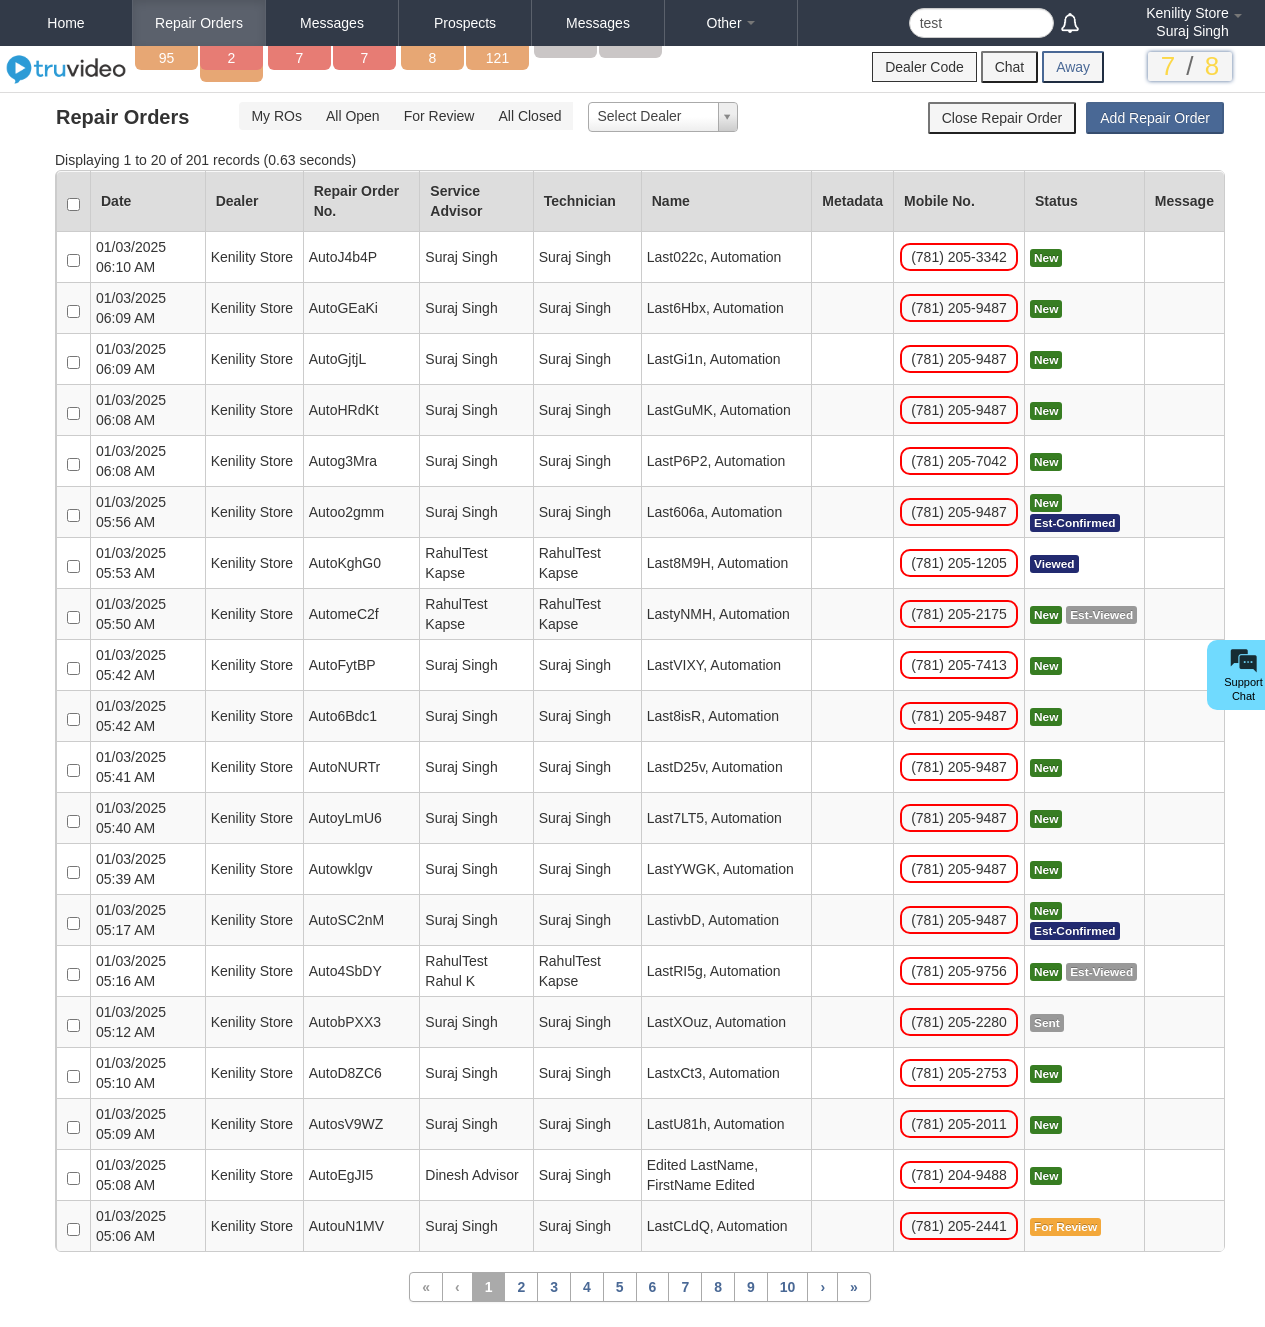 Home Repair Orders Messages Prospects Messages Other test Kenility Store
Suraj Singh
95 2 7 7 8 121
truvideo Dealer Code Chat Away 7 / 8
Repair Orders My ROs All Open For Review All Closed Select Dealer Close Repair Order Add Repair Order
Displaying 1 to 20 of 201 records (0.63 seconds)
Date Dealer Repair Order No. Service Advisor Technician Name Metadata Mobile No. Status Message
01/03/2025 06:10 AM Kenility Store AutoJ4b4P Suraj Singh Suraj Singh Last022c, Automation (781) 205-3342 New
01/03/2025 06:09 AM Kenility Store AutoGEaKi Suraj Singh Suraj Singh Last6Hbx, Automation (781) 205-9487 New
01/03/2025 06:09 AM Kenility Store AutoGjtjL Suraj Singh Suraj Singh LastGi1n, Automation (781) 205-9487 New
01/03/2025 06:08 AM Kenility Store AutoHRdKt Suraj Singh Suraj Singh LastGuMK, Automation (781) 205-9487 New
01/03/2025 06:08 AM Kenility Store Autog3Mra Suraj Singh Suraj Singh LastP6P2, Automation (781) 205-7042 New
01/03/2025 05:56 AM Kenility Store Autoo2gmm Suraj Singh Suraj Singh Last606a, Automation (781) 205-9487 New Est-Confirmed
01/03/2025 05:53 AM Kenility Store AutoKghG0 RahulTest Kapse RahulTest Kapse Last8M9H, Automation (781) 205-1205 Viewed
01/03/2025 05:50 AM Kenility Store AutomeC2f RahulTest Kapse RahulTest Kapse LastyNMH, Automation (781) 205-2175 New Est-Viewed
01/03/2025 05:42 AM Kenility Store AutoFytBP Suraj Singh Suraj Singh LastVIXY, Automation (781) 205-7413 New
Support Chat
01/03/2025 05:42 AM Kenility Store Auto6Bdc1 Suraj Singh Suraj Singh Last8isR, Automation (781) 205-9487 New
01/03/2025 05:41 AM Kenility Store AutoNURTr Suraj Singh Suraj Singh LastD25v, Automation (781) 205-9487 New
01/03/2025 05:40 AM Kenility Store AutoyLmU6 Suraj Singh Suraj Singh Last7LT5, Automation (781) 205-9487 New
01/03/2025 05:39 AM Kenility Store Autowklgv Suraj Singh Suraj Singh LastYWGK, Automation (781) 205-9487 New
01/03/2025 05:17 AM Kenility Store AutoSC2nM Suraj Singh Suraj Singh LastivbD, Automation (781) 205-9487 New Est-Confirmed
01/03/2025 05:16 AM Kenility Store Auto4SbDY RahulTest Rahul K RahulTest Kapse LastRI5g, Automation (781) 205-9756 New Est-Viewed
01/03/2025 05:12 AM Kenility Store AutobPXX3 Suraj Singh Suraj Singh LastXOuz, Automation (781) 205-2280 Sent
01/03/2025 05:10 AM Kenility Store AutoD8ZC6 Suraj Singh Suraj Singh LastxCt3, Automation (781) 205-2753 New
01/03/2025 05:09 AM Kenility Store AutosV9WZ Suraj Singh Suraj Singh LastU81h, Automation (781) 205-2011 New
01/03/2025 05:08 AM Kenility Store AutoEgJI5 Dinesh Advisor Suraj Singh Edited LastName, FirstName Edited (781) 204-9488 New
01/03/2025 05:06 AM Kenility Store AutouN1MV Suraj Singh Suraj Singh LastCLdQ, Automation (781) 205-2441 For Review
« ‹ 1 2 3 4 5 6 7 8 9 10 › »